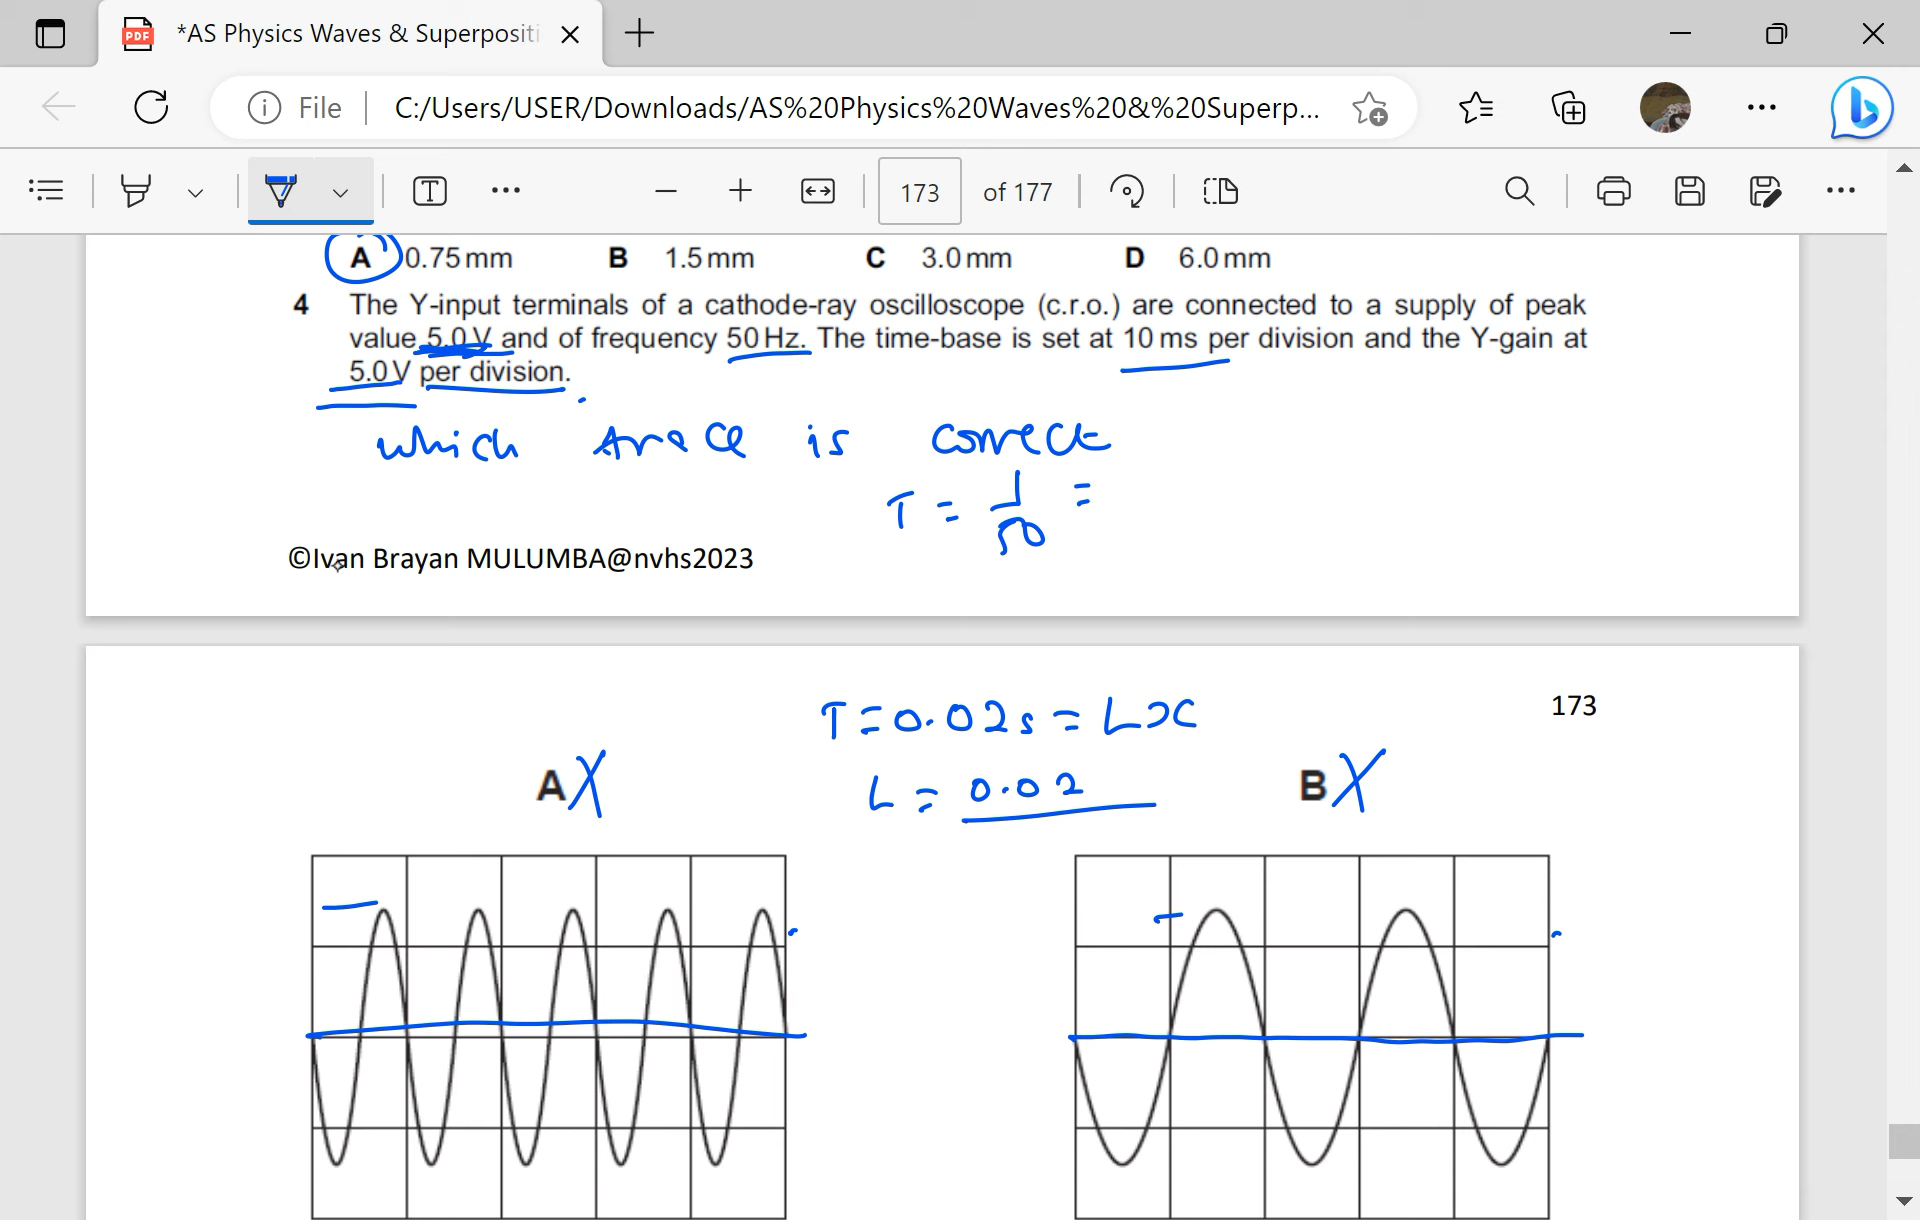 *AS Physics Waves & Superpositi
File
C:/Users/USER/Downloads/AS%20Physics%20Waves%20&%20Superp...
173 of 177
A 0.75 mm B 1.5 mm C 3.0 mm D 6.0 mm
4 The Y-input terminals of a cathode-ray oscilloscope (c.r.o.) are connected to a supply of peak
value 5.0 V and of frequency 50 Hz. The time-base is set at 10 ms per division and the Y-gain at
5.0 V per division.
which trace is correct
T = 1/50 =
©Ivan Brayan MULUMBA@nvhs2023
173
T = 0.02s = Lx
A X
L = 0.02
B X